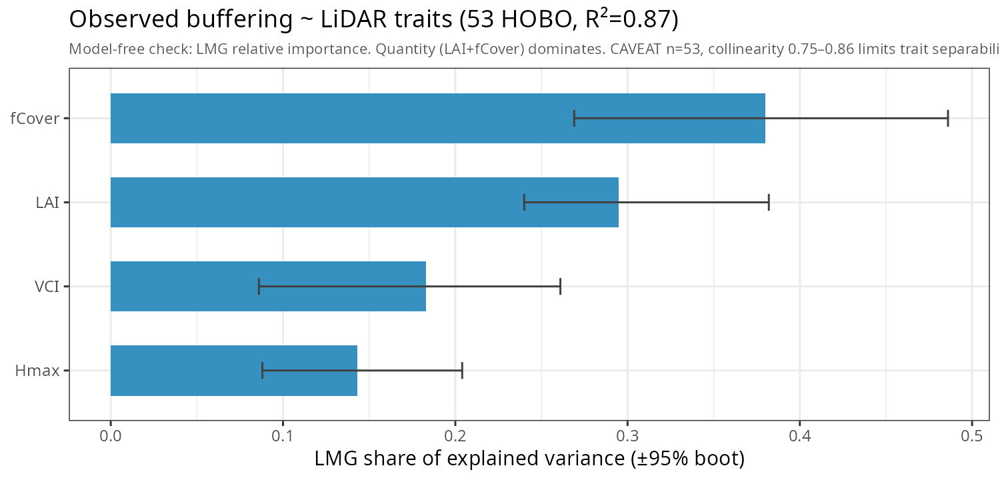 Observed buffering ~ LiDAR traits (53 HOBO, R²=0.87)
Model-free check: LMG relative importance. Quantity (LAI+fCover) dominates. CAVEAT n=53, collinearity 0.75–0.86 limits trait separabili
fCover
LAI
VCI
Hmax
0.0 0.1 0.2 0.3 0.4 0.5
LMG share of explained variance (±95% boot)